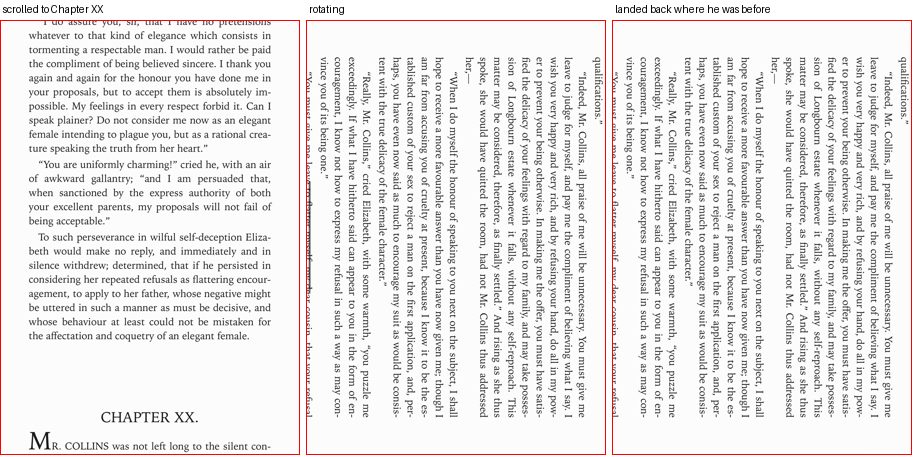 scrolled to Chapter XX
I do assure you, sir, that I have no pretensions
whatever to that kind of elegance which consists in
tormenting a respectable man. I would rather be paid
the compliment of being believed sincere. I thank you
again and again for the honour you have done me in
your proposals, but to accept them is absolutely im-
possible. My feelings in every respect forbid it. Can I
speak plainer? Do not consider me now as an elegant
female intending to plague you, but as a rational crea-
ture speaking the truth from her heart.”
“You are uniformly charming!” cried he, with an air
of awkward gallantry; “and I am persuaded that,
when sanctioned by the express authority of both
your excellent parents, my proposals will not fail of
being acceptable.”
To such perseverance in wilful self-deception Eliza-
beth would make no reply, and immediately and in
silence withdrew; determined, that if he persisted in
considering her repeated refusals as flattering encour-
agement, to apply to her father, whose negative might
be uttered in such a manner as must be decisive, and
whose behaviour at least could not be mistaken for
the affectation and coquetry of an elegant female.
CHAPTER XX.
MR. COLLINS was not left long to the silent con-
rotating
qualifications.”
“Indeed, Mr. Collins, all praise of me will be unnecessary. You must give me
leave to judge for myself, and pay me the compliment of believing what I say. I
wish you very happy and very rich, and by refusing your hand, do all in my pow-
er to prevent your being otherwise. In making me the offer, you must have satis-
fied the delicacy of your feelings with regard to my family, and may take posses-
sion of Longbourn estate whenever it falls, without any self-reproach. This
matter may be considered, therefore, as finally settled.” And rising as she thus
spoke, she would have quitted the room, had not Mr. Collins thus addressed
her,—
“When I do myself the honour of speaking to you next on the subject, I shall
hope to receive a more favourable answer than you have now given me; though I
am far from accusing you of cruelty at present, because I know it to be the es-
tablished custom of your sex to reject a man on the first application, and, per-
haps, you have even now said as much to encourage my suit as would be consis-
tent with the true delicacy of the female character.”
“Really, Mr. Collins,” cried Elizabeth, with some warmth, “you puzzle me
exceedingly. If what I have hitherto said can appear to you in the form of en-
couragement, I know not how to express my refusal in such a way as may con-
vince you of its being one.”
“You must give me leave to flatter myself, my dear cousin, that your refusal
landed back where he was before
qualifications.”
“Indeed, Mr. Collins, all praise of me will be unnecessary. You must give me
leave to judge for myself, and pay me the compliment of believing what I say. I
wish you very happy and very rich, and by refusing your hand, do all in my pow-
er to prevent your being otherwise. In making me the offer, you must have satis-
fied the delicacy of your feelings with regard to my family, and may take posses-
sion of Longbourn estate whenever it falls, without any self-reproach. This
matter may be considered, therefore, as finally settled.” And rising as she thus
spoke, she would have quitted the room, had not Mr. Collins thus addressed
her,—
“When I do myself the honour of speaking to you next on the subject, I shall
hope to receive a more favourable answer than you have now given me; though I
am far from accusing you of cruelty at present, because I know it to be the es-
tablished custom of your sex to reject a man on the first application, and, per-
haps, you have even now said as much to encourage my suit as would be consis-
tent with the true delicacy of the female character.”
“Really, Mr. Collins,” cried Elizabeth, with some warmth, “you puzzle me
exceedingly. If what I have hitherto said can appear to you in the form of en-
couragement, I know not how to express my refusal in such a way as may con-
vince you of its being one.”
“You must give me leave to flatter myself, my dear cousin, that your refusal